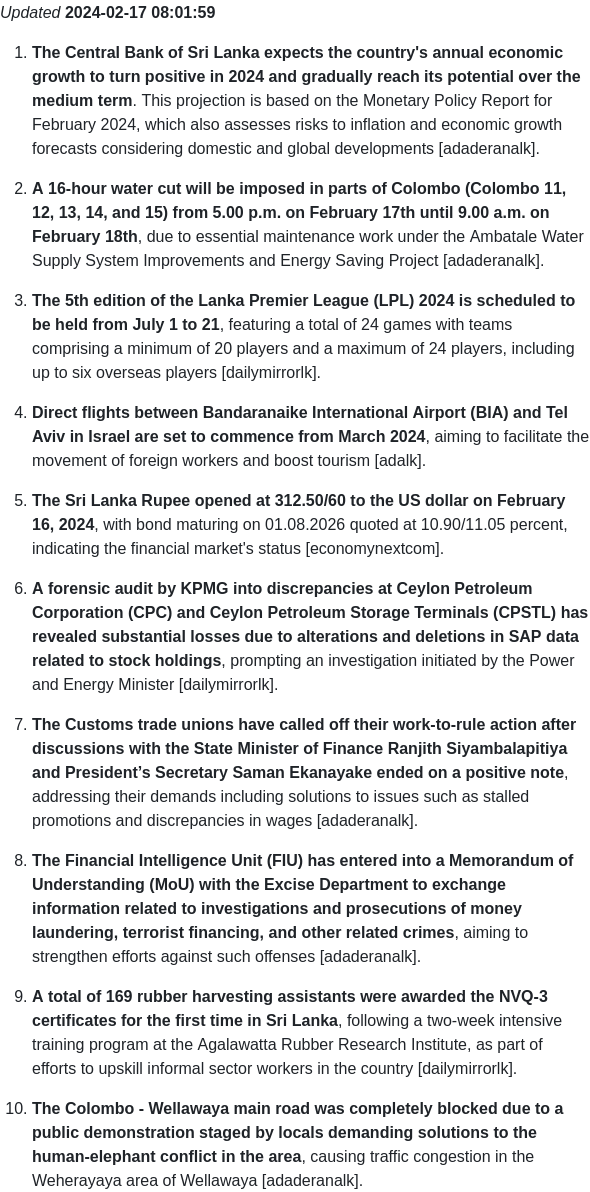 Updated 2024-02-17 08:01:59
1. The Central Bank of Sri Lanka expects the country's annual economic
growth to turn positive in 2024 and gradually reach its potential over the
medium term. This projection is based on the Monetary Policy Report for
February 2024, which also assesses risks to inflation and economic growth
forecasts considering domestic and global developments [adaderanalk].
2. A 16-hour water cut will be imposed in parts of Colombo (Colombo 11,
12, 13, 14, and 15) from 5.00 p.m. on February 17th until 9.00 a.m. on
February 18th, due to essential maintenance work under the Ambatale Water
Supply System Improvements and Energy Saving Project [adaderanalk].
3. The 5th edition of the Lanka Premier League (LPL) 2024 is scheduled to
be held from July 1 to 21, featuring a total of 24 games with teams
comprising a minimum of 20 players and a maximum of 24 players, including
up to six overseas players [dailymirrorlk].
4. Direct flights between Bandaranaike International Airport (BIA) and Tel
Aviv in Israel are set to commence from March 2024, aiming to facilitate the
movement of foreign workers and boost tourism [adalk].
5. The Sri Lanka Rupee opened at 312.50/60 to the US dollar on February
16, 2024, with bond maturing on 01.08.2026 quoted at 10.90/11.05 percent,
indicating the financial market's status [economynextcom].
6. A forensic audit by KPMG into discrepancies at Ceylon Petroleum
Corporation (CPC) and Ceylon Petroleum Storage Terminals (CPSTL) has
revealed substantial losses due to alterations and deletions in SAP data
related to stock holdings, prompting an investigation initiated by the Power
and Energy Minister [dailymirrorlk].
7. The Customs trade unions have called off their work-to-rule action after
discussions with the State Minister of Finance Ranjith Siyambalapitiya
and President’s Secretary Saman Ekanayake ended on a positive note,
addressing their demands including solutions to issues such as stalled
promotions and discrepancies in wages [adaderanalk].
8. The Financial Intelligence Unit (FIU) has entered into a Memorandum of
Understanding (MoU) with the Excise Department to exchange
information related to investigations and prosecutions of money
laundering, terrorist financing, and other related crimes, aiming to
strengthen efforts against such offenses [adaderanalk].
9. A total of 169 rubber harvesting assistants were awarded the NVQ-3
certificates for the first time in Sri Lanka, following a two-week intensive
training program at the Agalawatta Rubber Research Institute, as part of
efforts to upskill informal sector workers in the country [dailymirrorlk].
10. The Colombo - Wellawaya main road was completely blocked due to a
public demonstration staged by locals demanding solutions to the
human-elephant conflict in the area, causing traffic congestion in the
Weherayaya area of Wellawaya [adaderanalk].